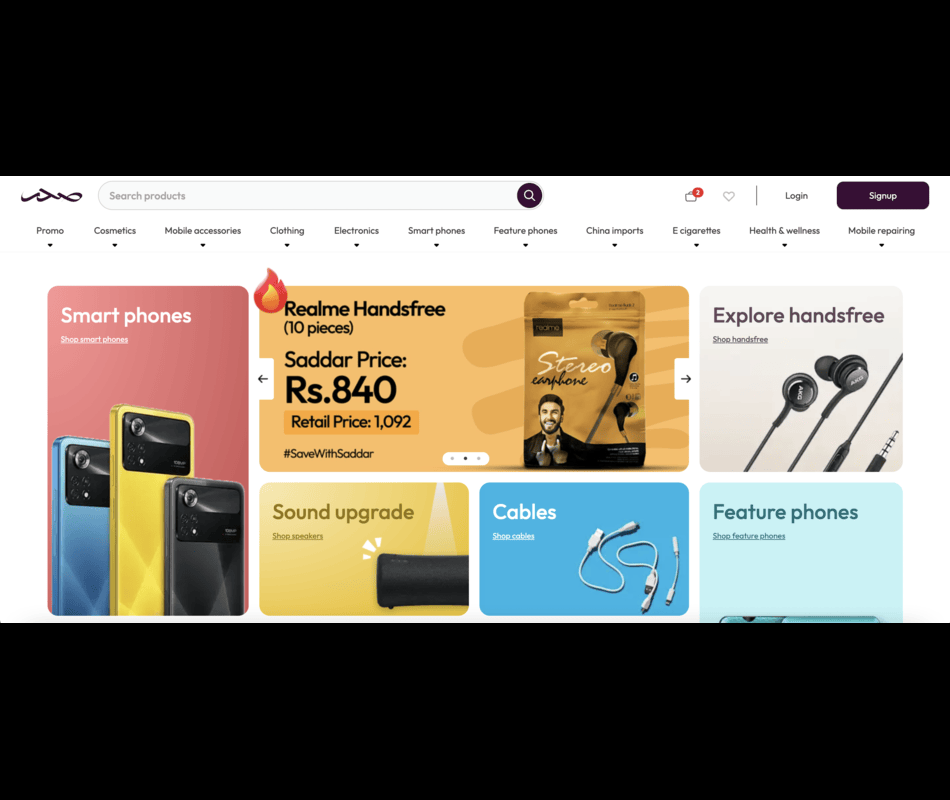 Search products
2
Login
Signup
Promo
Cosmetics
Mobile accessories
Clothing
Electronics
Smart phones
Feature phones
China imports
E cigarettes
Health & wellness
Mobile repairing
Smart phones
Shop smart phones
Realme Handsfree
(10 pieces)
Saddar Price:
Rs.840
Retail Price: 1,092
#SaveWithSaddar
realme
Stereo
earphone
Explore handsfree
Shop handsfree
AKG
AKG
Sound upgrade
Shop speakers
Cables
Shop cables
Feature phones
Shop feature phones